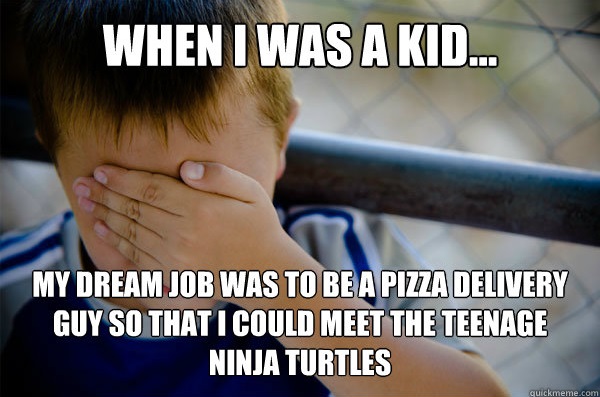 WHEN I WAS A KID...
MY DREAM JOB WAS TO BE A PIZZA DELIVERY
GUY SO THAT I COULD MEET THE TEENAGE
NINJA TURTLES
quickmeme.com